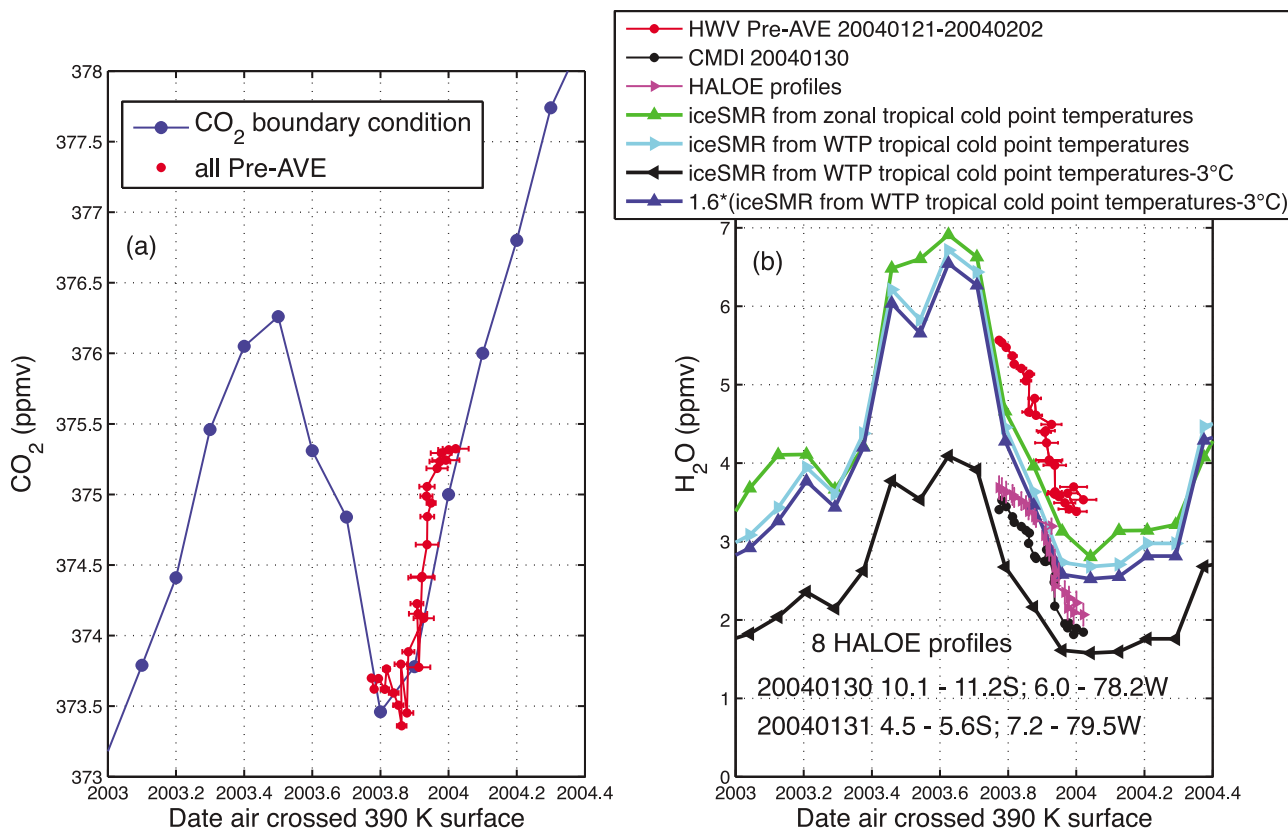 HWV Pre-AVE 20040121-20040202
CMDl 20040130
HALOE profiles
iceSMR from zonal tropical cold point temperatures
iceSMR from WTP tropical cold point temperatures
iceSMR from WTP tropical cold point temperatures-3°C
1.6*(iceSMR from WTP tropical cold point temperatures-3°C)
378
377.5
377
376.5
376
375.5
375
374.5
374
373.5
373
CO2 (ppmv)
CO2 boundary condition
all Pre-AVE
(a)
2003 2003.2 2003.4 2003.6 2003.8 2004 2004.2 2004.4
Date air crossed 390 K surface
7
6
5
4
3
2
1
0
H2O (ppmv)
(b)
8 HALOE profiles
20040130 10.1 - 11.2S; 6.0 - 78.2W
20040131 4.5 - 5.6S; 7.2 - 79.5W
2003 2003.2 2003.4 2003.6 2003.8 2004 2004.2 2004.4
Date air crossed 390 K surface